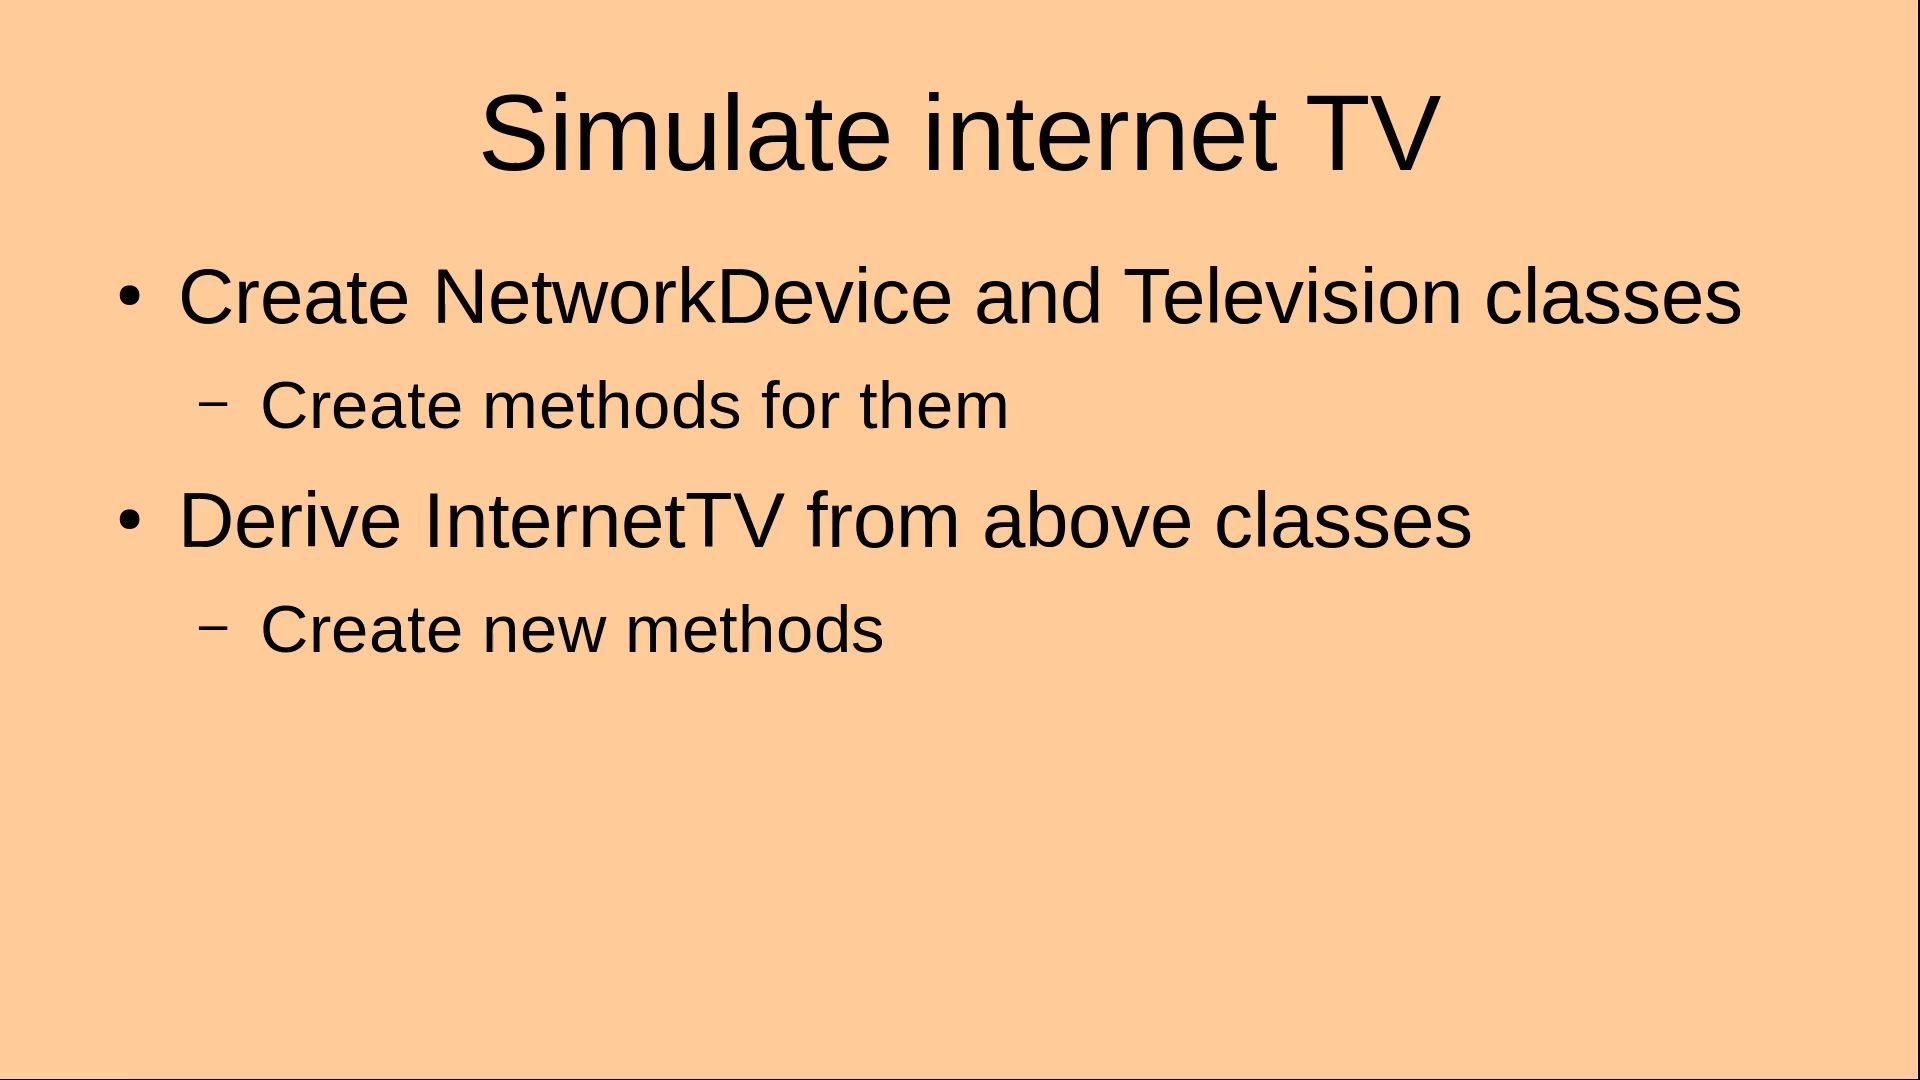 Simulate internet TV
• Create NetworkDevice and Television classes
– Create methods for them
• Derive InternetTV from above classes
– Create new methods